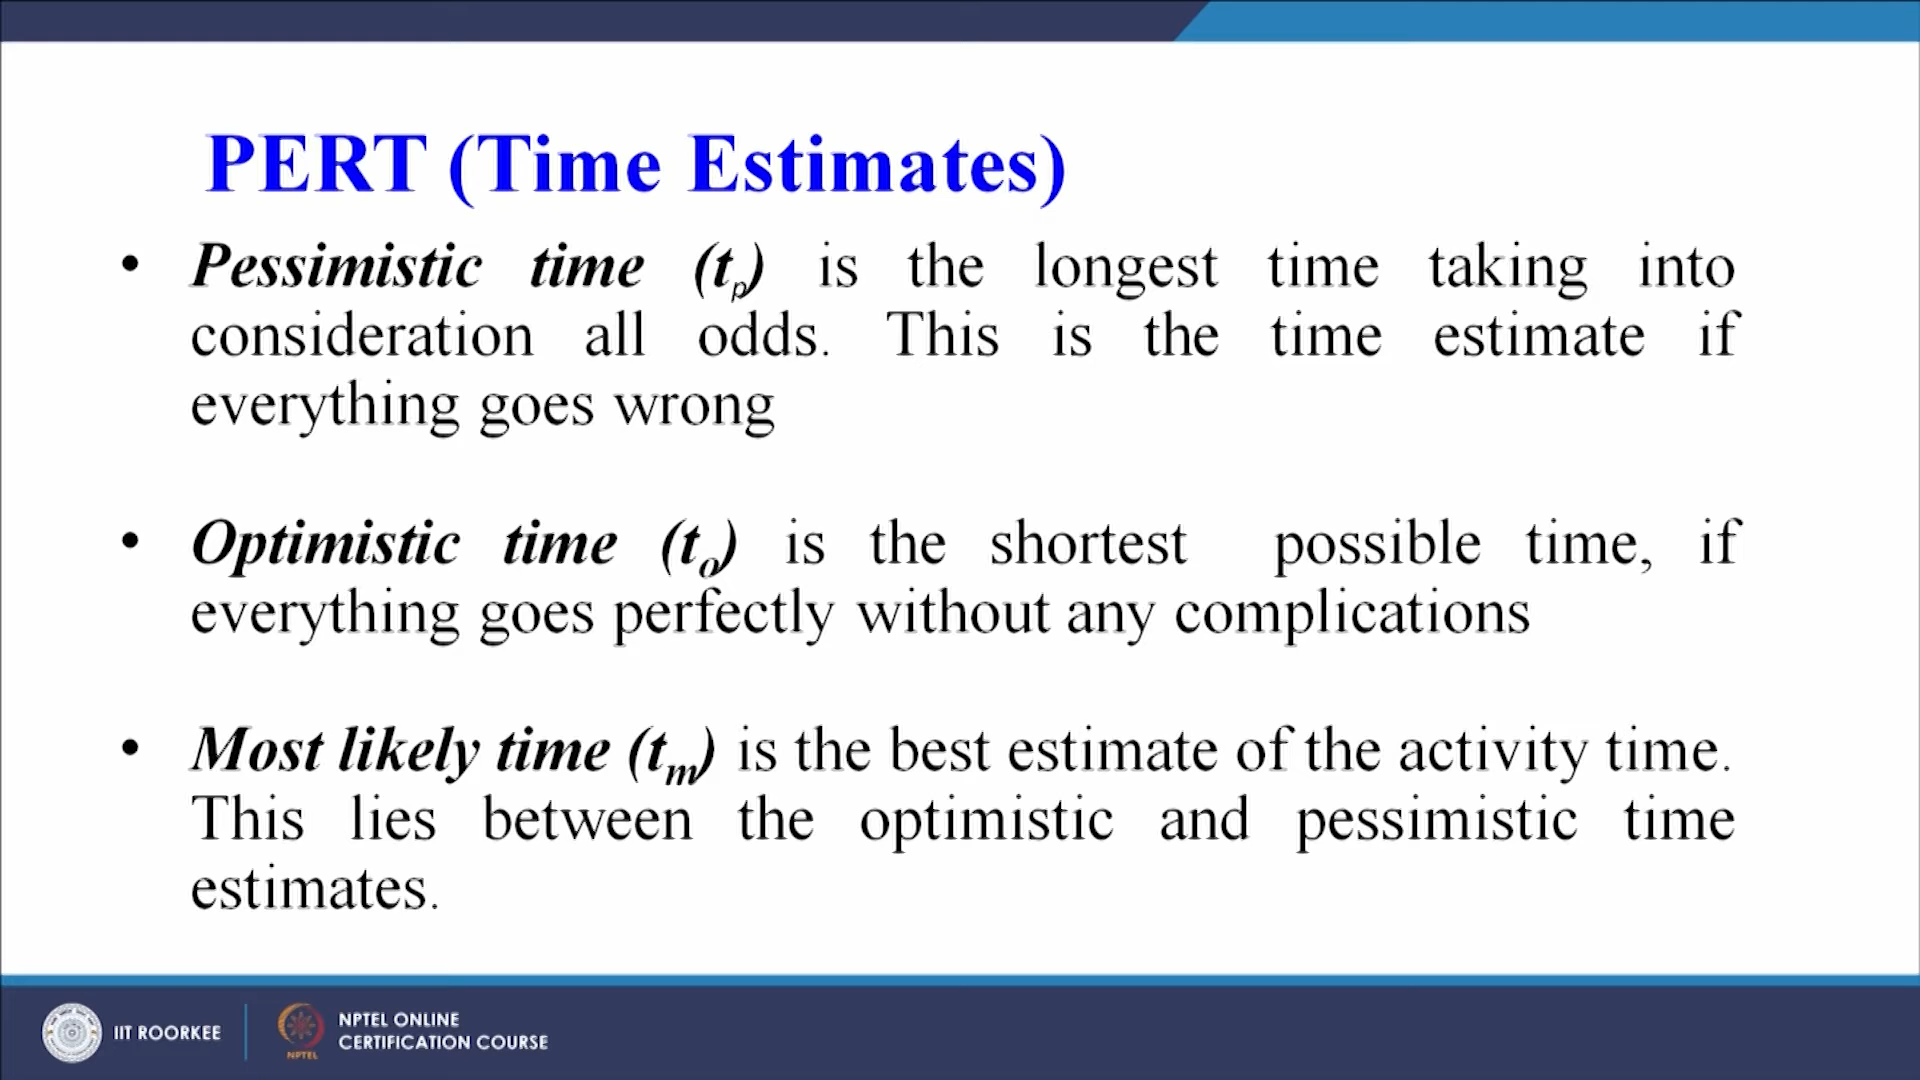 PERT (Time Estimates)
• Pessimistic time (tp) is the longest time taking into
consideration all odds. This is the time estimate if
everything goes wrong
• Optimistic time (to) is the shortest possible time, if
everything goes perfectly without any complications
• Most likely time (tm) is the best estimate of the activity time.
This lies between the optimistic and pessimistic time
estimates.
IIT ROORKEE
NPTEL
NPTEL ONLINE
CERTIFICATION COURSE